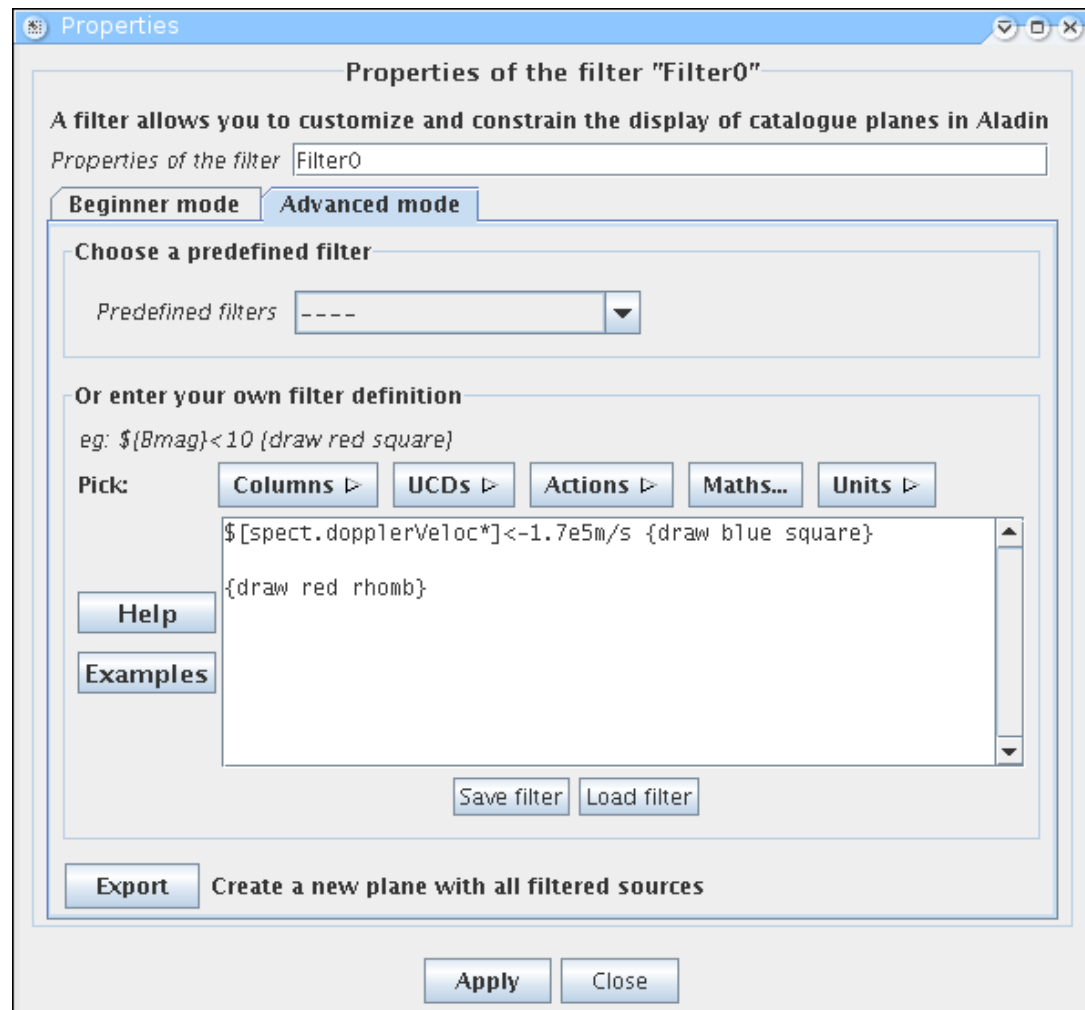 Properties
Properties of the filter "Filter0"
A filter allows you to customize and constrain the display of catalogue planes in Aladin
Properties of the filter Filter0
Beginner mode Advanced mode
Choose a predefined filter
Predefined filters ----
Or enter your own filter definition
eg: ${Bmag}<10 {draw red square}
Pick: Columns UCDs Actions Maths... Units
$[spect.dopplerVeloc*]<-1.7e5m/s {draw blue square}
{draw red rhomb}
Help
Examples
Save filter Load filter
Export Create a new plane with all filtered sources
Apply Close